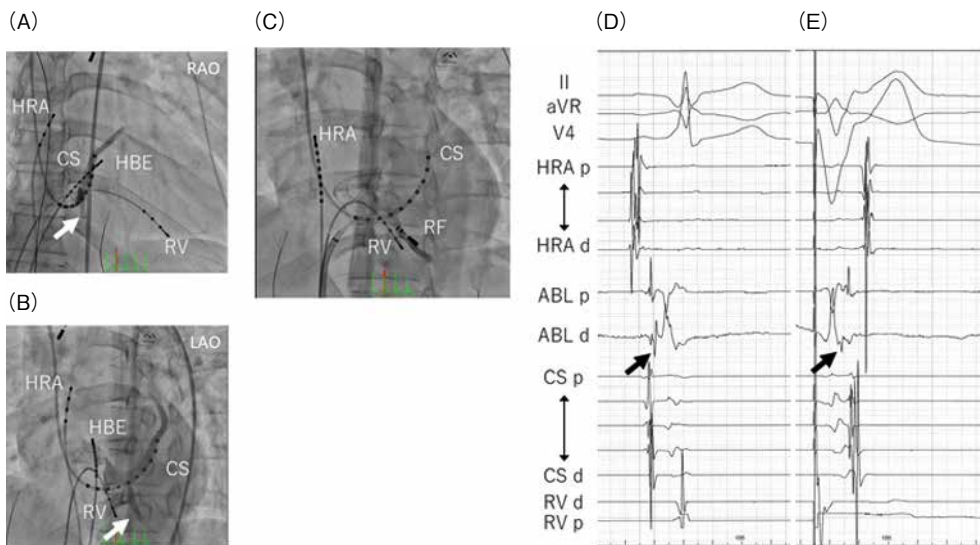 (A)
RAO
HRA
CS
HBE
RV
(B)
LAO
HRA
HBE
CS
RV
(C)
HRA
CS
RF
RV
(D)
(E)
II
aVR
V4
HRA p
HRA d
ABL p
ABL d
CS p
CS d
RV d
RV p